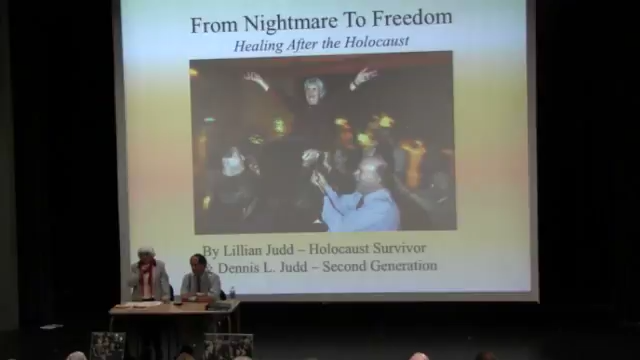 From Nightmare To Freedom
Healing After the Holocaust
By Lillian Judd – Holocaust Survivor
& Dennis L. Judd – Second Generation